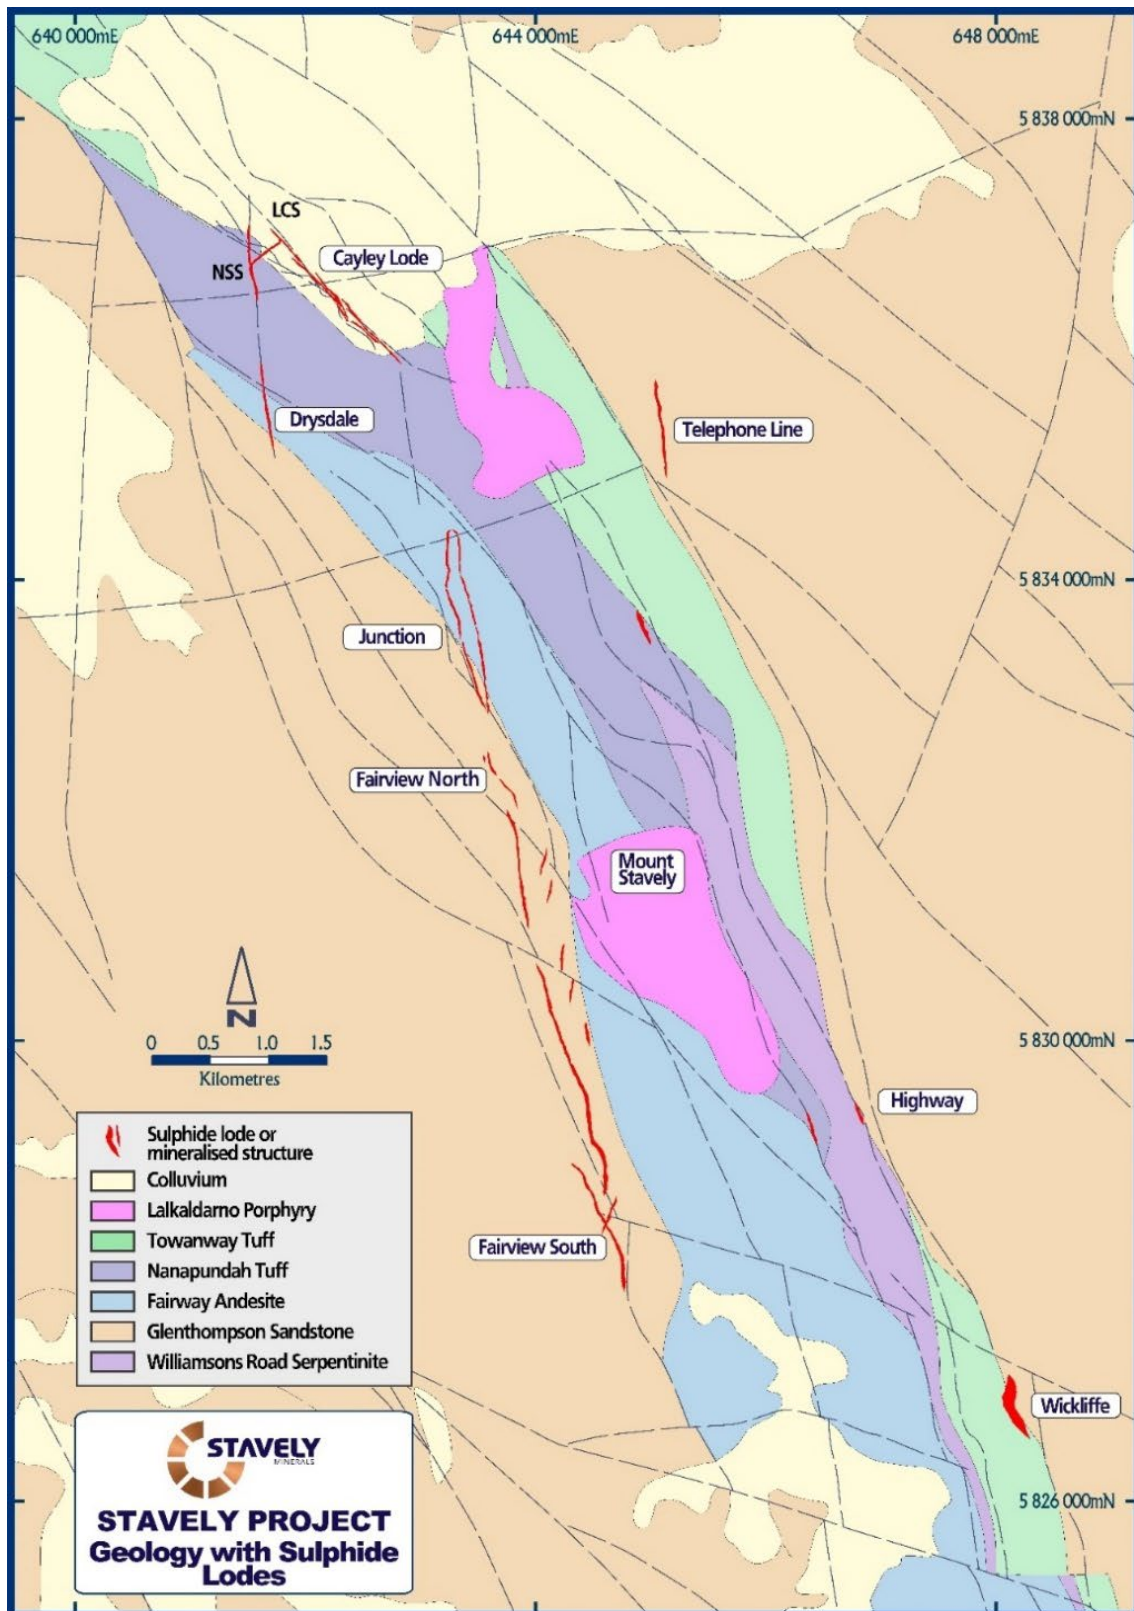 640 000mE
644 000mE
648 000mE
5 838 000mN
LCS
Cayley Lode
NSS
Drysdale
Telephone Line
5 834 000mN
Junction
Fairview North
Mount
Stavely
N
0 0.5 1.0 1.5
Kilometres
5 830 000mN
Highway
Sulphide lode or
mineralised structure
Colluvium
Lalkaldarno Porphyry
Towanway Tuff
Nanapundah Tuff
Fairway Andesite
Glenthompson Sandstone
Williamsons Road Serpentinite
Fairview South
Wickliffe
5 826 000mN
STAVELY
MINERALS
STAVELY PROJECT
Geology with Sulphide
Lodes